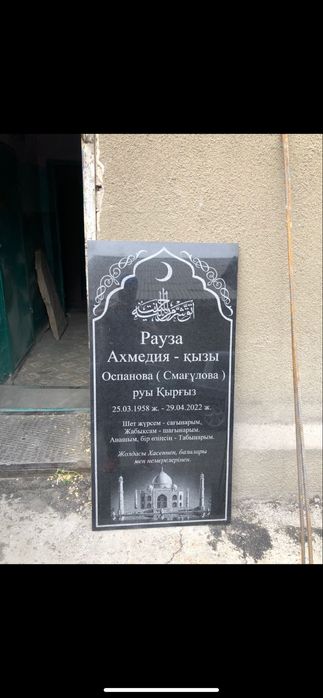 Рауза
Ахмедия - қызы
Оспанова ( Смағұлова )
руы Қырғыз
25.03.1958 ж. - 29.04.2022 ж.
Шет жүрсем - сағынарым,
Жабықсам - шағынарым.
Анашым, бір өзіңсің - Табынарым.
Жолдасы Хасеннен, балалары
мен немерелерінен.